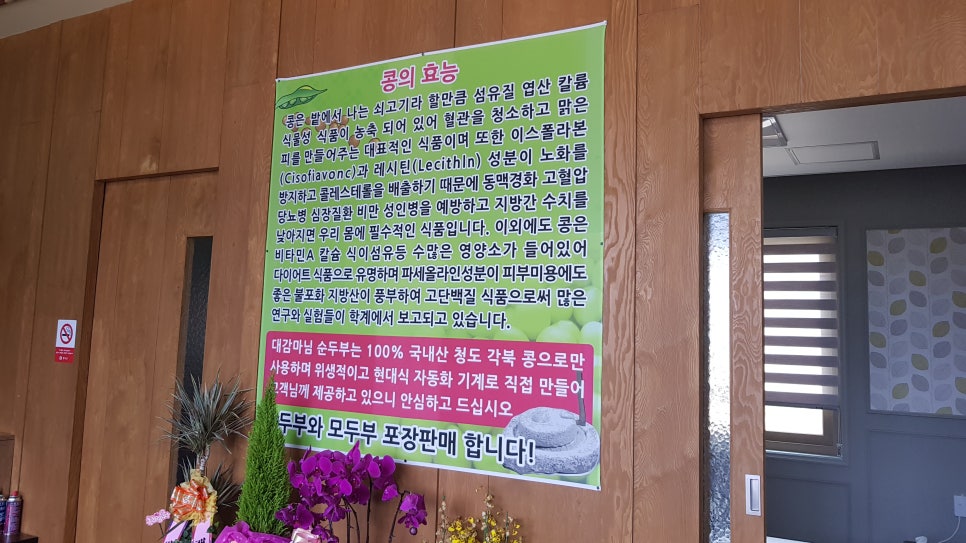 콩의 효능
콩은 밭에서 나는 쇠고기라 할만큼 섬유질 엽산 칼륨
식물성 식품이 농축 되어 있어 혈관을 청소하고 맑은
피를 만들어주는 대표적인 식품이며 또한 이스폴라본
(Cisofiavonc)과 레시틴(LecithIn) 성분이 노화를
방지하고 콜레스테롤을 배출하기 때문에 동맥경화 고혈압
당뇨병 심장질환 비만 성인병을 예방하고 지방간 수치를
낮아지면 우리 몸에 필수적인 식품입니다. 이외에도 콩은
비타민A 칼슘 식이섬유등 수많은 영양소가 들어있어
다이어트 식품으로 유명하며 파세올라인성분이 피부미용에도
좋은 불포화 지방산이 풍부하여 고단백질 식품으로써 많은
연구와 실험들이 학계에서 보고되고 있습니다.
대감마님 순두부는 100% 국내산 청도 각북 콩으로만
사용하며 위생적이고 현대식 자동화 기계로 직접 만들어
고객님께 제공하고 있으니 안심하고 드십시오
두부와 모두부 포장판매 합니다!